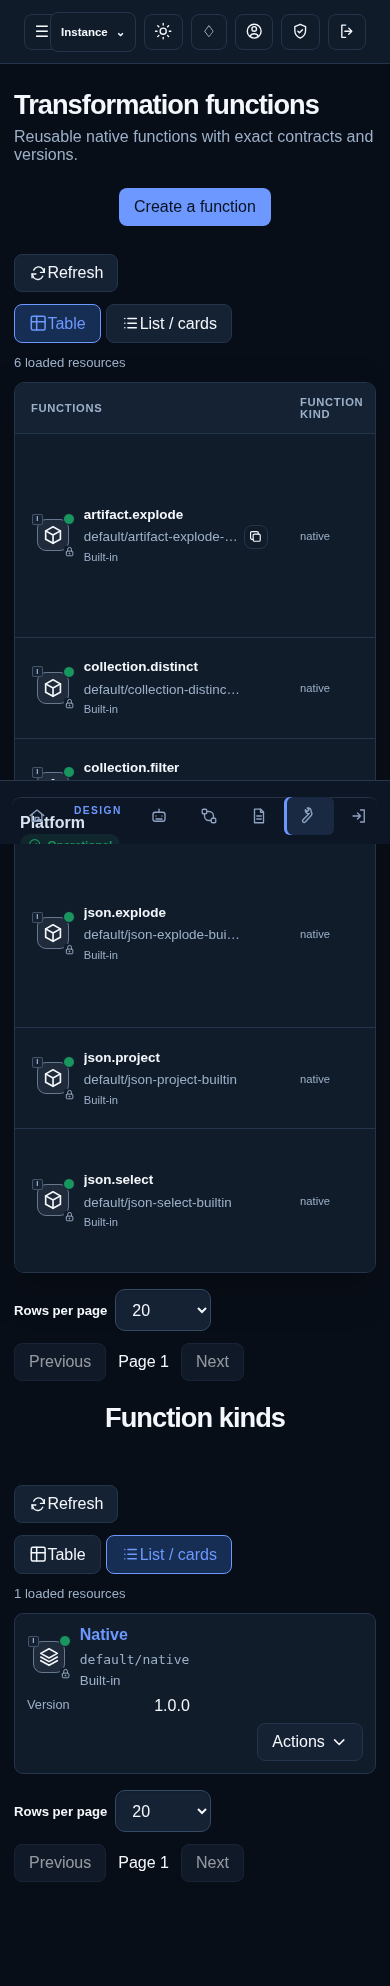 Instance
Transformation functions
Reusable native functions with exact contracts and
versions.
Create a function
Refresh
Table
List / cards
6 loaded resources
FUNCTIONS
FUNCTION
KIND
I
artifact.explode
default/artifact-explode-…
native
Built-in
I
collection.distinct
default/collection-distinc…
native
Built-in
I
collection.filter
DESIGN
Platform
Operational
I
json.explode
default/json-explode-bui…
native
Built-in
I
json.project
default/json-project-builtin
native
Built-in
I
json.select
default/json-select-builtin
native
Built-in
Rows per page
20
Previous
Page 1
Next
Function kinds
Refresh
Table
List / cards
1 loaded resources
I
Native
default/native
Built-in
Version
1.0.0
Actions
Rows per page
20
Previous
Page 1
Next